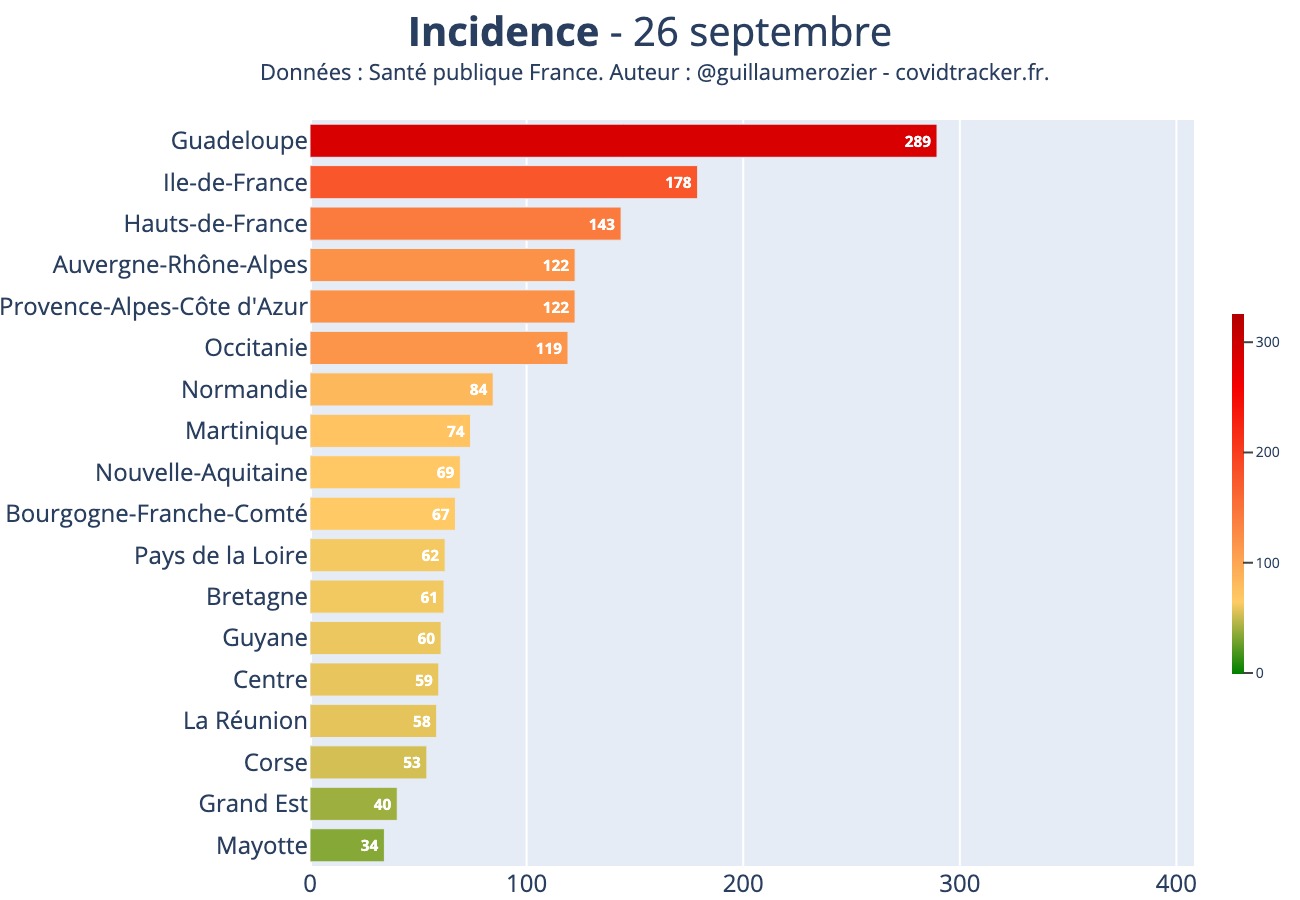 Incidence - 26 septembre
Données : Santé publique France. Auteur : @guillaumerozier - covidtracker.fr.
Guadeloupe 289
Ile-de-France 178
Hauts-de-France 143
Auvergne-Rhône-Alpes 122
Provence-Alpes-Côte d'Azur 122
Occitanie 119
Normandie 84
Martinique 74
Nouvelle-Aquitaine 69
Bourgogne-Franche-Comté 67
Pays de la Loire 62
Bretagne 61
Guyane 60
Centre 59
La Réunion 58
Corse 53
Grand Est 40
Mayotte 34
0 100 200 300 400
300
200
100
0